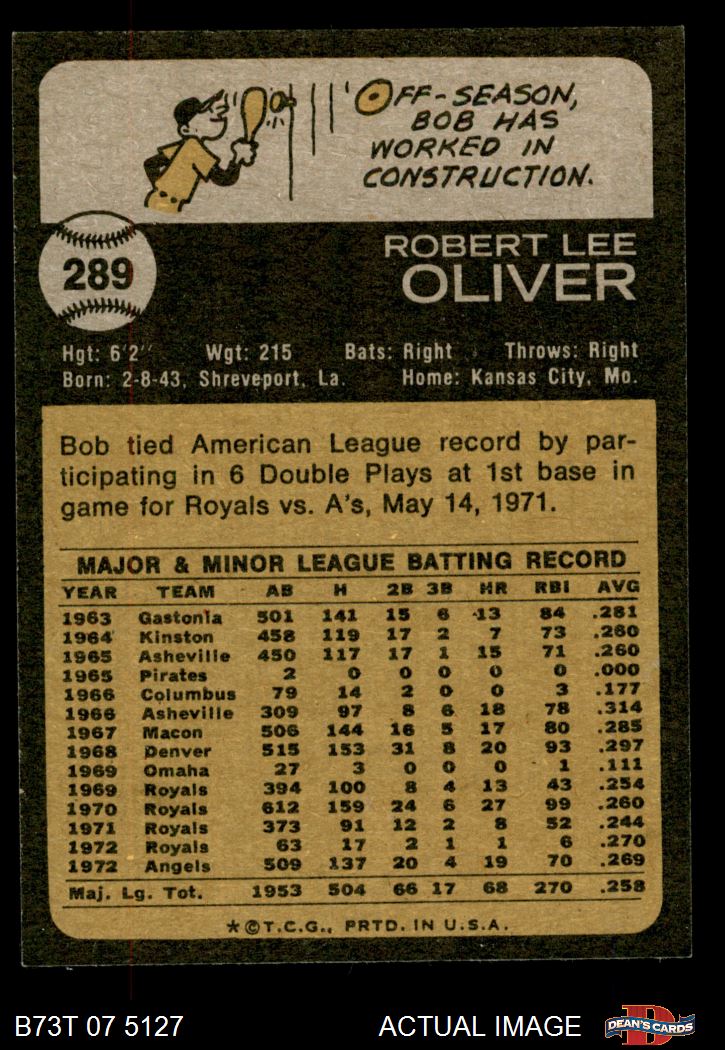 OFF-SEASON,
BOB HAS
WORKED IN
CONSTRUCTION.
289
ROBERT LEE
OLIVER
Hgt: 6'2" Wgt: 215 Bats: Right Throws: Right
Born: 2-8-43, Shreveport, La. Home: Kansas City, Mo.
Bob tied American League record by par-
ticipating in 6 Double Plays at 1st base in
game for Royals vs. A's, May 14, 1971.
MAJOR & MINOR LEAGUE BATTING RECORD
YEAR TEAM AB H 2B 3B HR RBI AVG
1963 Gastonia 501 141 15 6 13 84 .281
1964 Kinston 458 119 17 2 7 73 .260
1965 Asheville 450 117 17 1 15 71 .260
1965 Pirates 2 0 0 0 0 0 .000
1966 Columbus 79 14 2 0 0 3 .177
1966 Asheville 309 97 8 6 18 78 .314
1967 Macon 506 144 16 5 17 80 .285
1968 Denver 515 153 31 8 20 93 .297
1969 Omaha 27 3 0 0 0 1 .111
1969 Royals 394 100 8 4 13 43 .254
1970 Royals 612 159 24 6 27 99 .260
1971 Royals 373 91 12 2 8 52 .244
1972 Royals 63 17 2 1 1 6 .270
1972 Angels 509 137 20 4 19 70 .269
Maj. Lg. Tot. 1953 504 66 17 68 270 .258
*©T.C.G., PRTD. IN U.S.A.
B73T 07 5127 ACTUAL IMAGE
DEAN'S CARDS